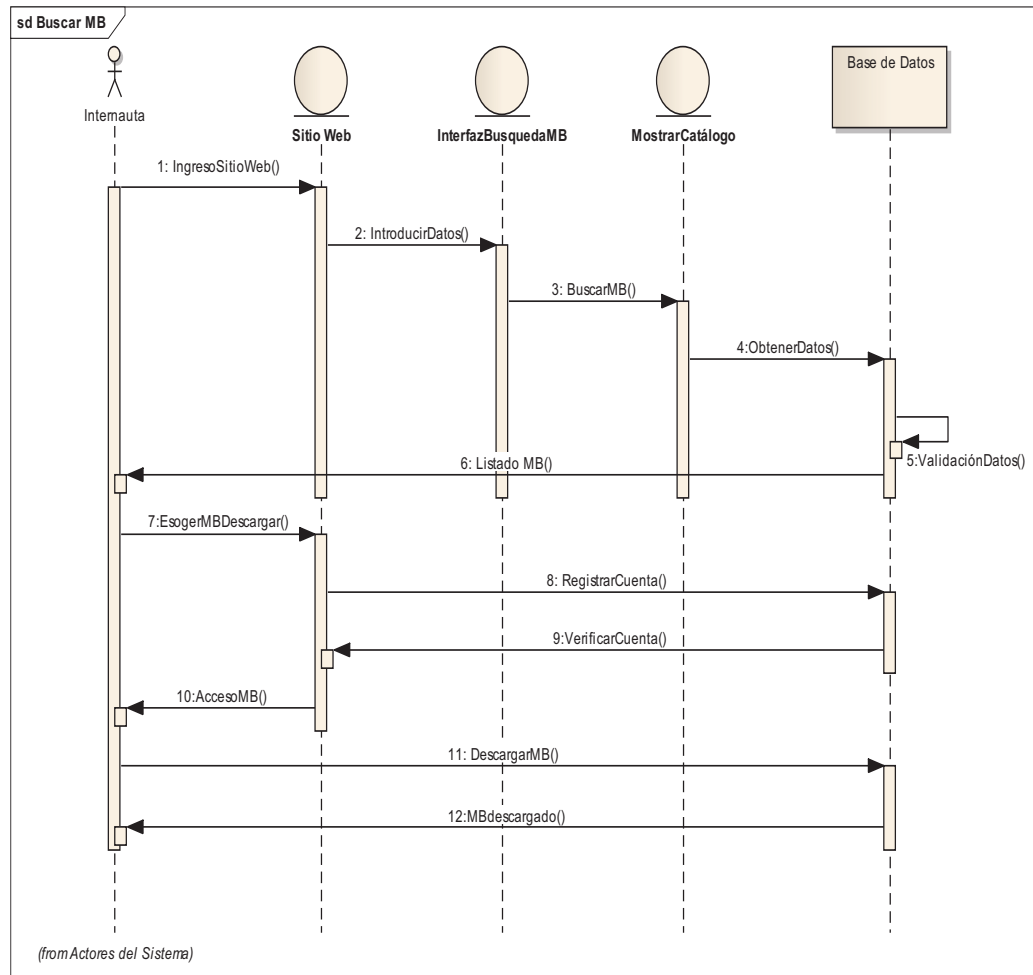 sd Buscar MB
Internauta
Sitio Web
InterfazBusquedaMB
MostrarCatálogo
Base de Datos
1: IngresoSitioWeb()
2: IntroducirDatos()
3: BuscarMB()
4:ObtenerDatos()
5:ValidaciónDatos()
6: Listado MB()
7:EsogerMBDescargar()
8: RegistrarCuenta()
9:VerificarCuenta()
10:AccesoMB()
11: DescargarMB()
12:MBdescargado()
(from Actores del Sistema)